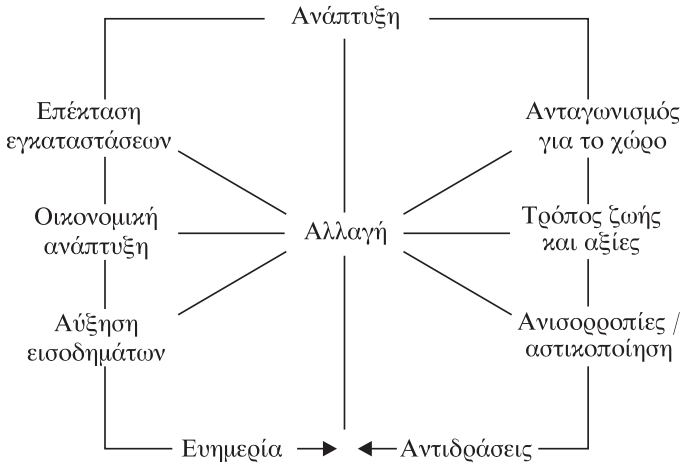 Ανάπτυξη
Επέκταση
εγκαταστάσεων
Ανταγωνισμός
για το χώρο
Οικονομική
ανάπτυξη
Αλλαγή
Τρόπος ζωής
και αξίες
Αύξηση
εισοδημάτων
Ανισορροπίες /
αστικοποίηση
Ευημερία
Αντιδράσεις